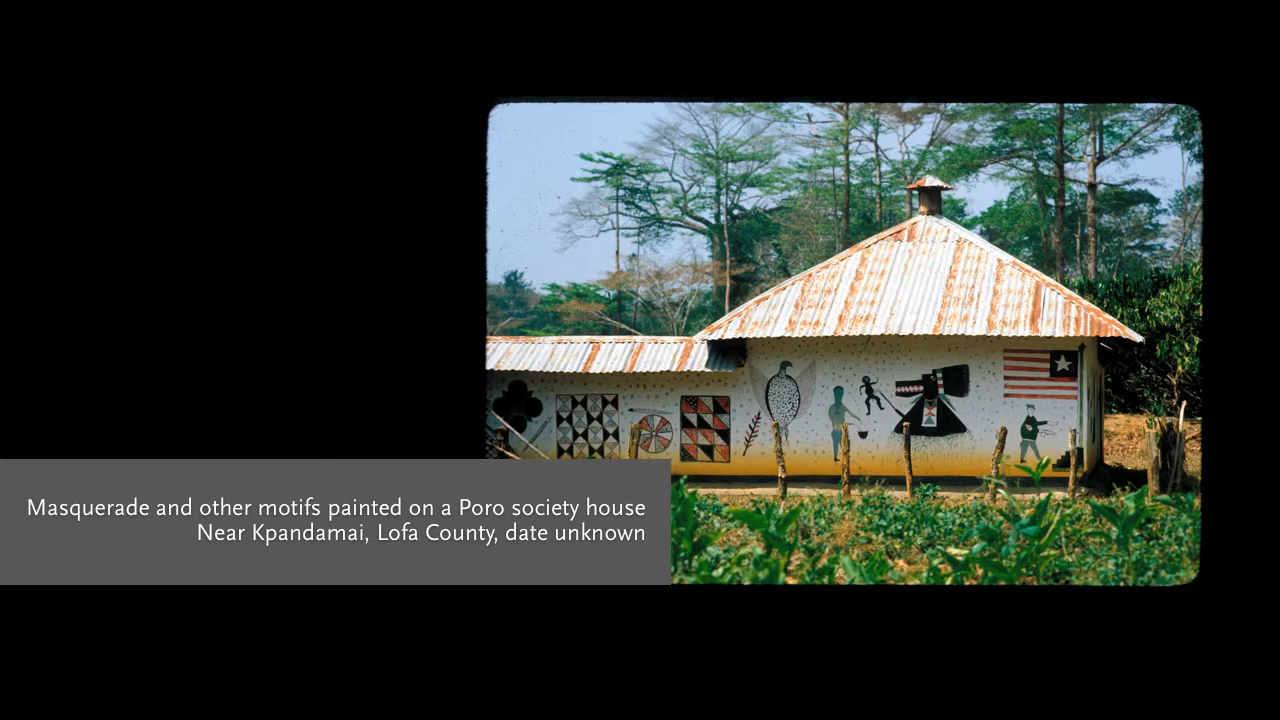 Masquerade and other motifs painted on a Poro society house
Near Kpandamai, Lofa County, date unknown